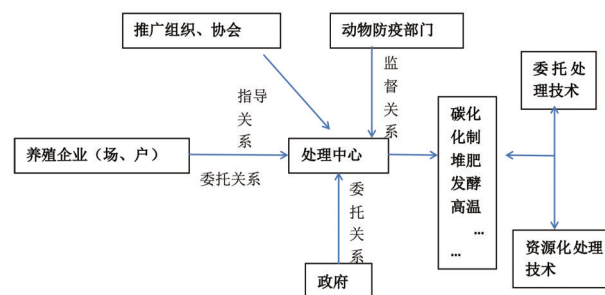 推广组织、协会
动物防疫部门
委托处
理技术
指导
关
系
监
督
关
系
养殖企业（场、户）
委托关系
处理中心
碳化
化制
堆肥
发酵
高温
…
…
委
托
关
系
政府
资源化处理
技术